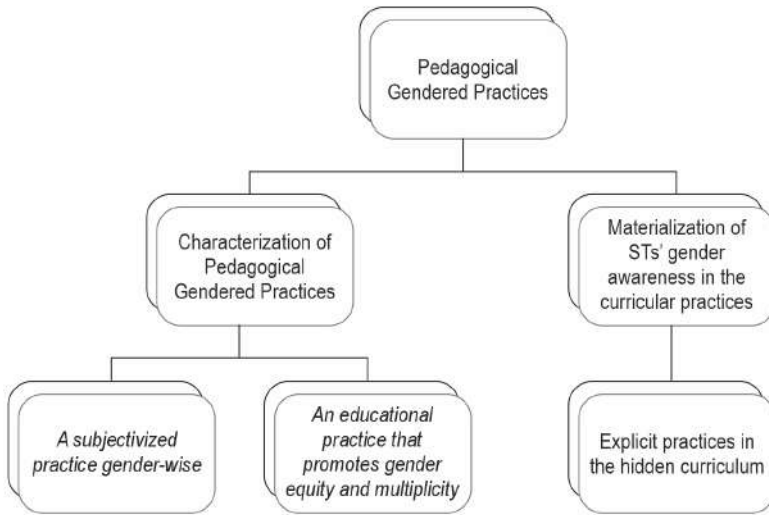 Pedagogical
Gendered Practices
Characterization of
Pedagogical
Gendered Practices
Materialization of
STs' gender
awareness in the
curricular practices
A subjectivized
practice gender-wise
An educational
practice that
promotes gender
equity and multiplicity
Explicit practices in
the hidden curriculum